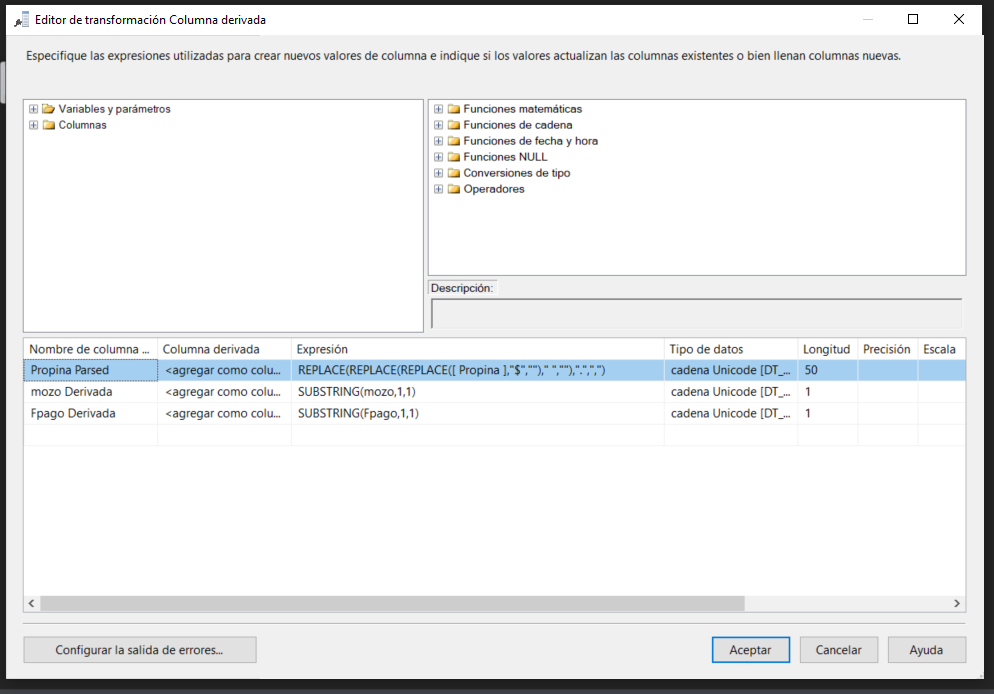 Editor de transformación Columna derivada
Especifique las expresiones utilizadas para crear nuevos valores de columna e indique si los valores actualizan las columnas existentes o bien llenan columnas nuevas.
Variables y parámetros
Columnas
Funciones matemáticas
Funciones de cadena
Funciones de fecha y hora
Funciones NULL
Conversiones de tipo
Operadores
Descripción:
Nombre de columna ... Columna derivada Expresión Tipo de datos Longitud Precisión Escala
Propina Parsed <agregar como colu... REPLACE(REPLACE(REPLACE([ Propina ],"$","")," ",""),".",",") cadena Unicode [DT_... 50
mozo Derivada <agregar como colu... SUBSTRING(mozo,1,1) cadena Unicode [DT_... 1
Fpago Derivada <agregar como colu... SUBSTRING(Fpago,1,1) cadena Unicode [DT_... 1
Configurar la salida de errores... Aceptar Cancelar Ayuda